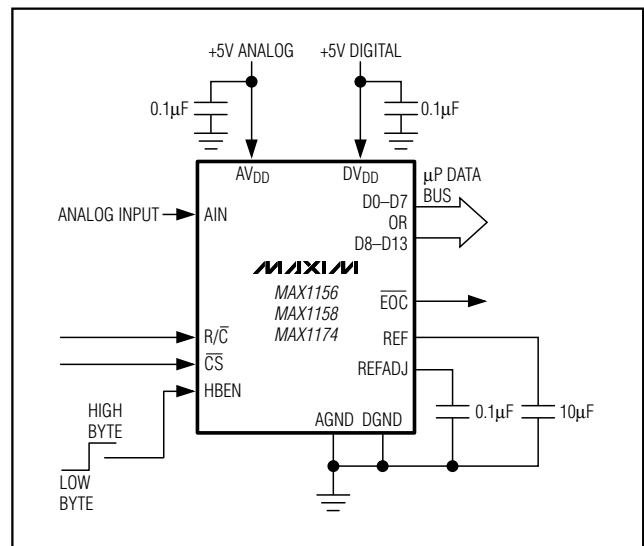 +5V ANALOG
+5V DIGITAL
0.1µF
0.1µF
AVDD
DVDD
µP DATA
BUS
ANALOG INPUT
AIN
D0–D7
OR
D8–D13
MAXIM
MAX1156
MAX1158
MAX1174
EOC
R/C
REF
CS
REFADJ
HBEN
HIGH
BYTE
0.1µF
10µF
AGND
DGND
LOW
BYTE